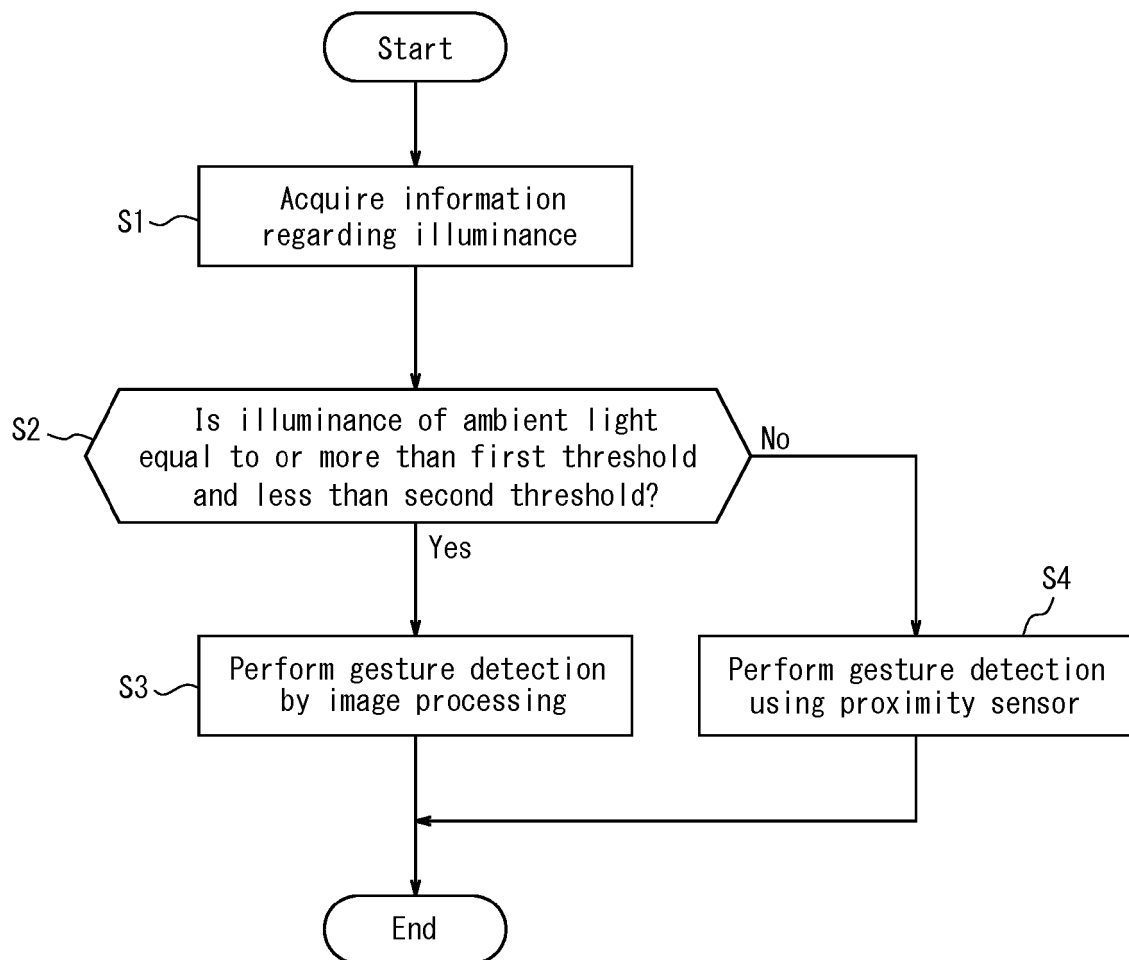 Start
S1
Acquire information
regarding illuminance
S2
Is illuminance of ambient light
equal to or more than first threshold
and less than second threshold?
No
Yes
S3
Perform gesture detection
by image processing
S4
Perform gesture detection
using proximity sensor
End